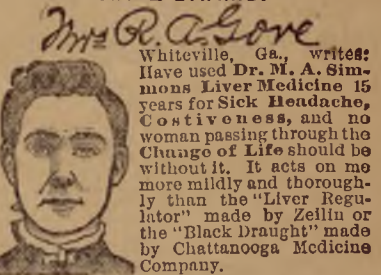 Mrs R. A. Gove
Whiteville, Ga., writes:
Have used Dr. M. A. Sim-
mons Liver Medicine 15
years for Sick Headache,
Costiveness, and no
woman passing through the
Change of Life should be
without it. It acts on me
more mildly and thorough-
ly than the "Liver Regu-
lator" made by Zeilin or
the "Black Draught" made
by Chattanooga Medicine
Company.